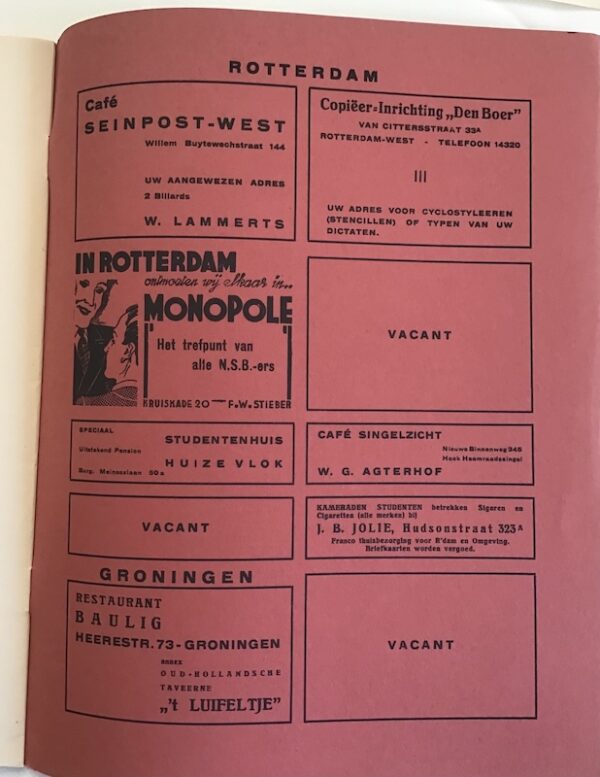 ROTTERDAM
Café
SEINPOST-WEST
Willem Buytewechstraat 144
UW AANGEWEZEN ADRES
2 Biliards
W. LAMMERTS
Copiëer=Inrichting „Den Boer”
VAN CITTERSSTRAAT 33A
ROTTERDAM-WEST - TELEFOON 14320
III
UW ADRES VOOR CYCLOSTYLEEREN
(STENCILLEN) OF TYPEN VAN UW
DICTATEN.
IN ROTTERDAM
ontmoeten wij elkaar in..
"MONOPOLE"
Het trefpunt van
alle N.S.B.-ers
KRUISKADE 20 — F.W. STIEBER
VACANT
SPECIAAL
STUDENTENHUIS
Uitstekend Pension
HUIZE VLOK
Burg. Meineszlaan 50a
CAFÉ SINGELZICHT
Nieuwe Binnenweg 345
Hoek Heemraadssingel
W. G. AGTERHOF
VACANT
KAMERADEN STUDENTEN betrekken Sigaren en
Cigaretten (alle merken) bij
J. B. JOLIE, Hudsonstraat 323A
Franco thuisbezorging voor R'dam en Omgeving.
Briefkaarten worden vergoed.
GRONINGEN
RESTAURANT
BAULIG
HEERESTR. 73-GRONINGEN
annex
OUD-HOLLANDSCHE
TAVEERNE
„'t LUIFELTJE”
VACANT